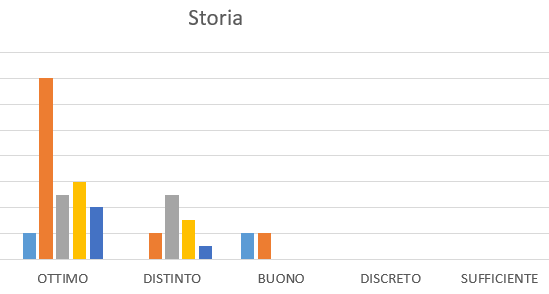 Storia
OTTIMO DISTINTO BUONO DISCRETO SUFFICIENTE